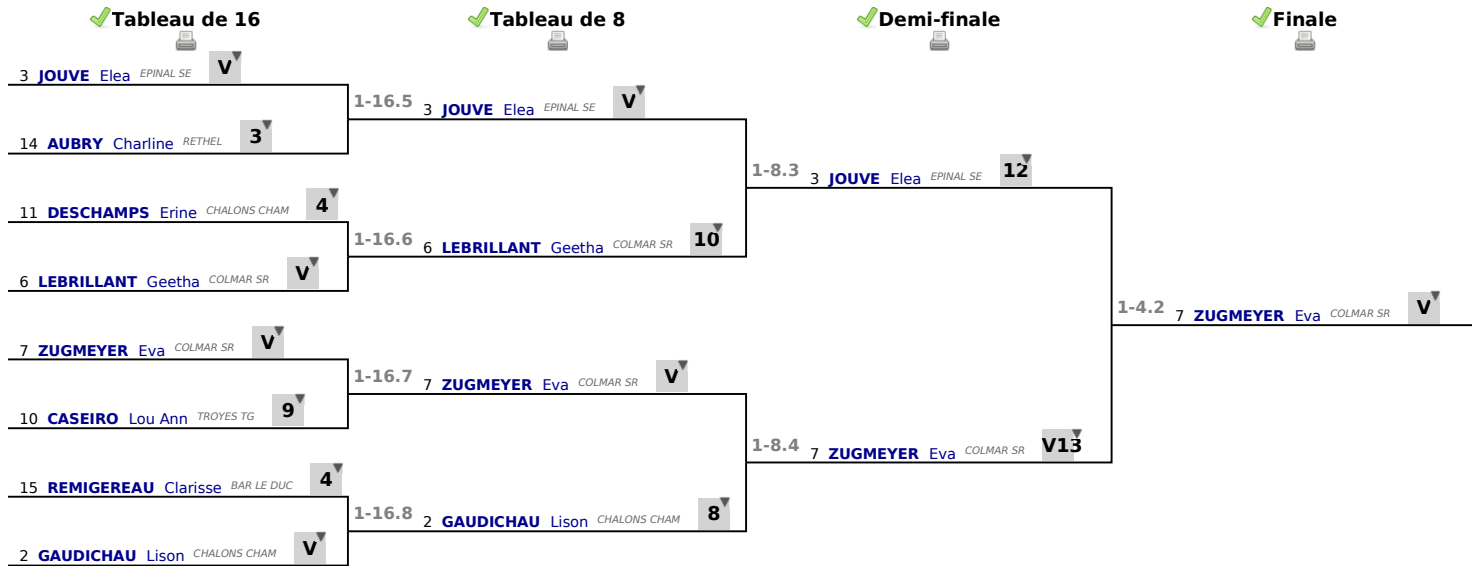 Tableau de 16 Tableau de 8 Demi-finale Finale
3 JOUVE Elea EPINAL SE V
1-16.5 3 JOUVE Elea EPINAL SE V
14 AUBRY Charline RETHEL 3
1-8.3 3 JOUVE Elea EPINAL SE 12
11 DESCHAMPS Erine CHALONS CHAM 4
1-16.6 6 LEBRILLANT Geetha COLMAR SR 10
6 LEBRILLANT Geetha COLMAR SR V
1-4.2 7 ZUGMEYER Eva COLMAR SR V
7 ZUGMEYER Eva COLMAR SR V
1-16.7 7 ZUGMEYER Eva COLMAR SR V
10 CASEIRO Lou Ann TROYES TG 9
1-8.4 7 ZUGMEYER Eva COLMAR SR V13
15 REMIGEREAU Clarisse BAR LE DUC 4
1-16.8 2 GAUDICHAU Lison CHALONS CHAM 8
2 GAUDICHAU Lison CHALONS CHAM V